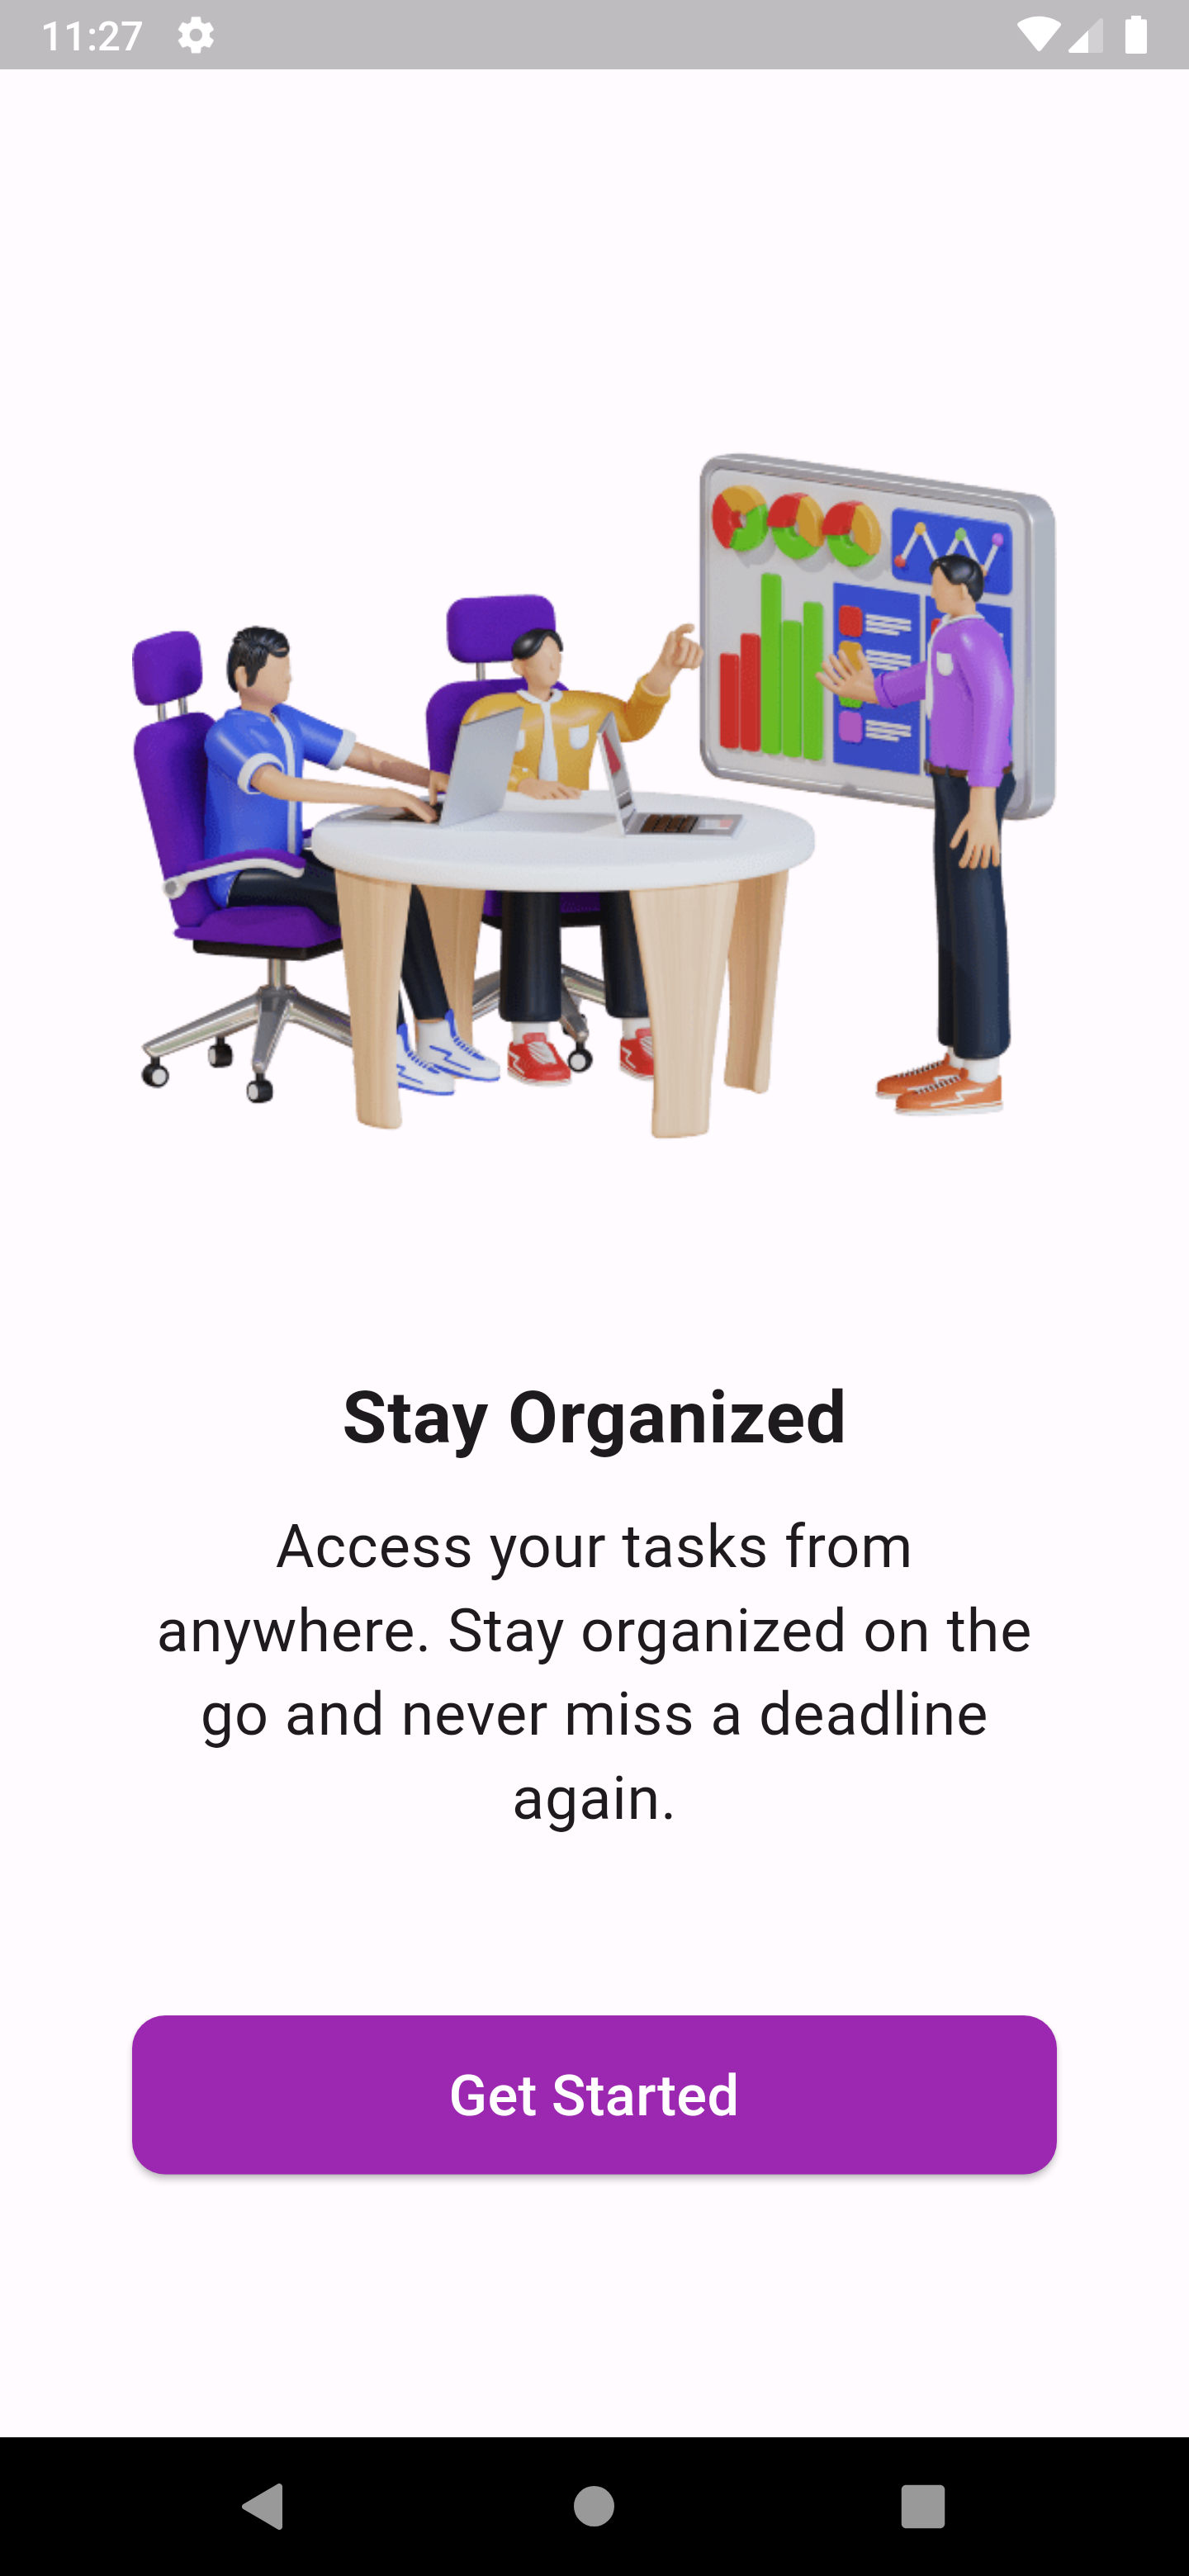 11:27
Stay Organized
Access your tasks from
anywhere. Stay organized on the
go and never miss a deadline
again.
Get Started